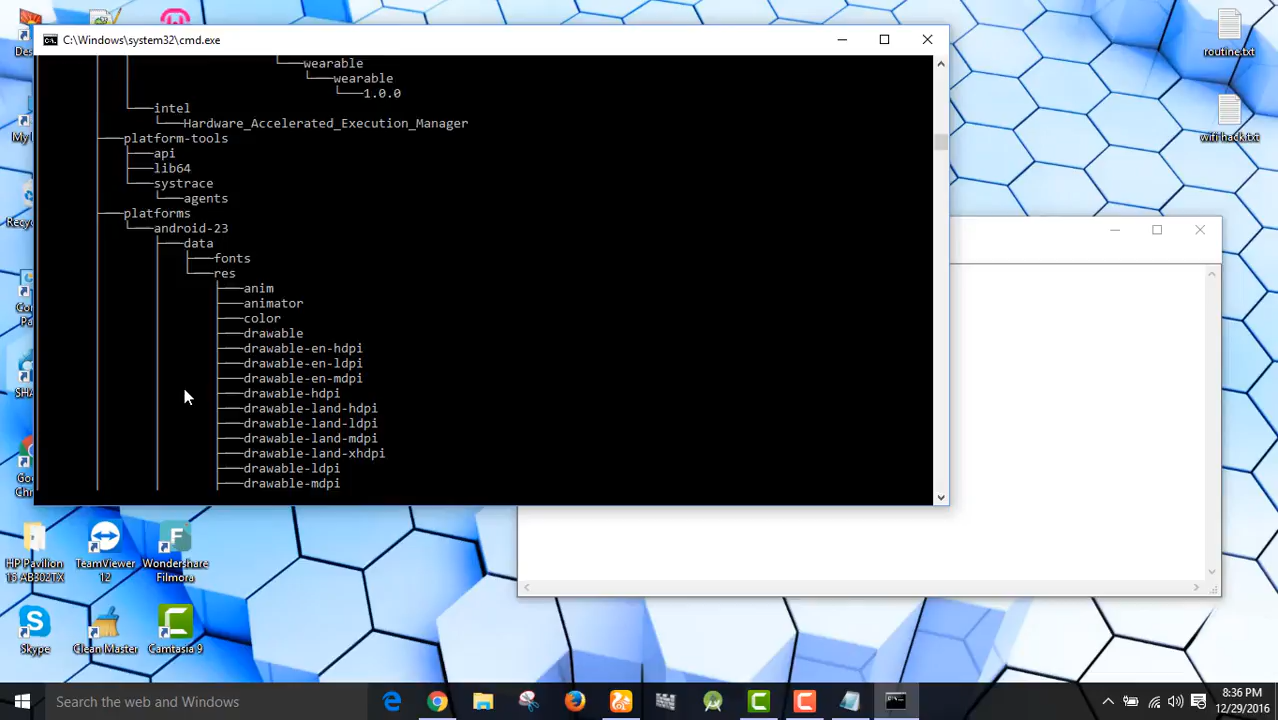 C:\Windows\system32\cmd.exe
└──wearable
└──wearable
└──1.0.0
└──intel
└──Hardware_Accelerated_Execution_Manager
├──platform-tools
├──api
├──lib64
└──systrace
└──agents
├──platforms
└──android-23
├──data
├──fonts
└──res
├──anim
├──animator
├──color
├──drawable
├──drawable-en-hdpi
├──drawable-en-ldpi
├──drawable-en-mdpi
├──drawable-hdpi
├──drawable-land-hdpi
├──drawable-land-ldpi
├──drawable-land-mdpi
├──drawable-land-xhdpi
├──drawable-ldpi
├──drawable-mdpi
routine.txt
wifi hack.txt
HP Pavilion
15 AB302TX
TeamViewer
12
Wondershare
Filmora
Skype
Clean Master
Camtasia 9
Search the web and Windows
8:36 PM
12/29/2016